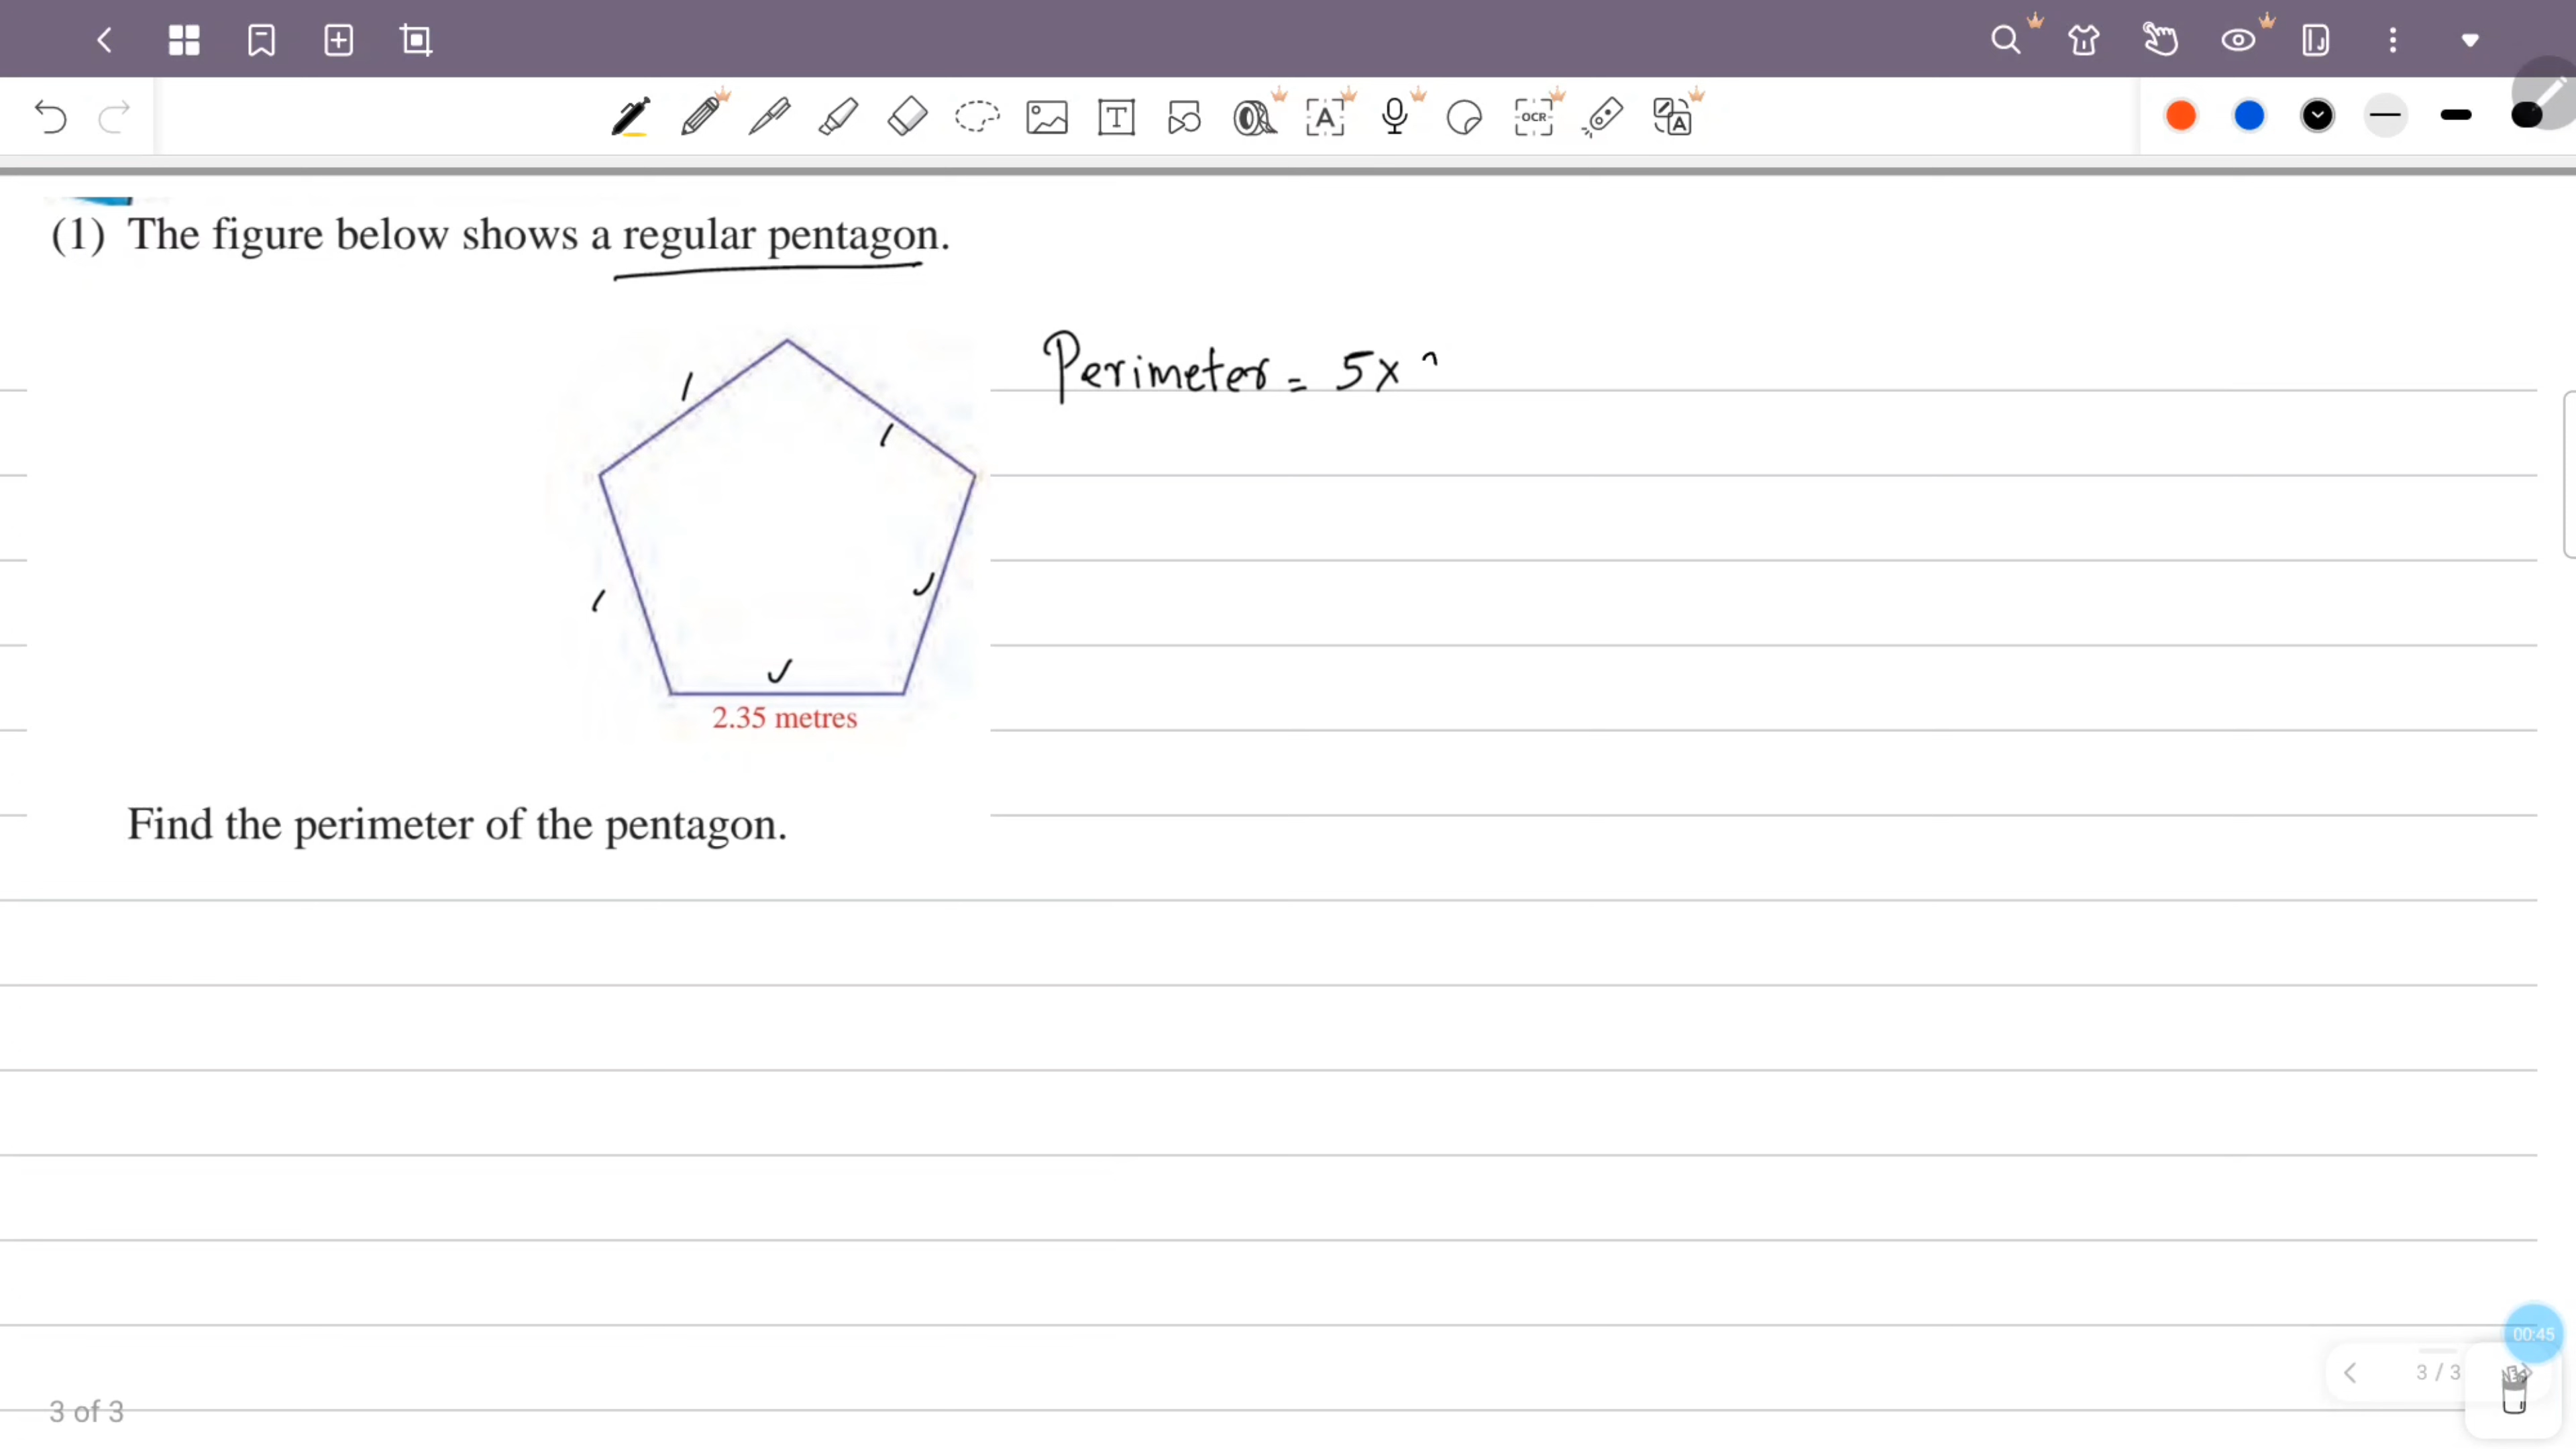 (1) The figure below shows a regular pentagon.
Perimeter = 5x
2.35 metres
Find the perimeter of the pentagon.
00:45
3 / 3
3 of 3